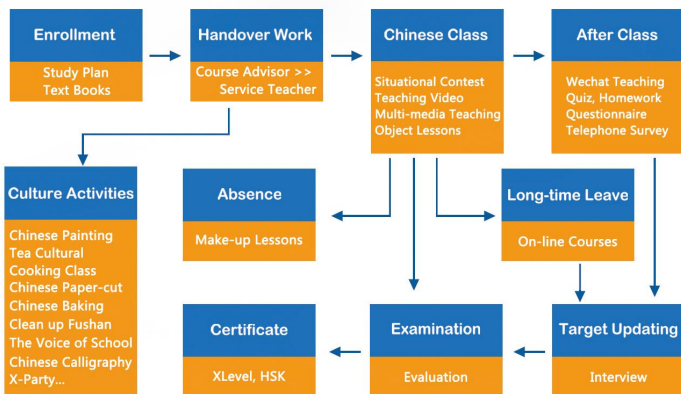 Enrollment
Study Plan
Text Books
Handover Work
Course Advisor >>
Service Teacher
Chinese Class
Situational Contest
Teaching Video
Multi-media Teaching
Object Lessons
After Class
Wechat Teaching
Quiz, Homework
Questionnaire
Telephone Survey
Culture Activities
Chinese Painting
Tea Cultural
Cooking Class
Chinese Paper-cut
Chinese Baking
Clean up Fushan
The Voice of School
Chinese Calligraphy
X-Party...
Absence
Make-up Lessons
Long-time Leave
On-line Courses
Certificate
XLevel, HSK
Examination
Evaluation
Target Updating
Interview